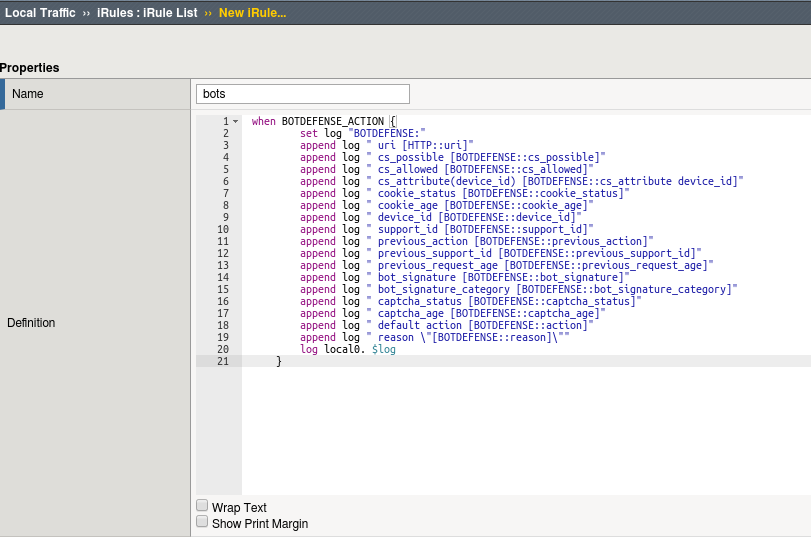 Local Traffic ›› iRules : iRule List ›› New iRule...
Properties
Name
bots
Definition
1 when BOTDEFENSE_ACTION {
2 set log "BOTDEFENSE:"
3 append log " uri [HTTP::uri]"
4 append log " cs_possible [BOTDEFENSE::cs_possible]"
5 append log " cs_allowed [BOTDEFENSE::cs_allowed]"
6 append log " cs_attribute(device_id) [BOTDEFENSE::cs_attribute device_id]"
7 append log " cookie_status [BOTDEFENSE::cookie_status]"
8 append log " cookie_age [BOTDEFENSE::cookie_age]"
9 append log " device_id [BOTDEFENSE::device_id]"
10 append log " support_id [BOTDEFENSE::support_id]"
11 append log " previous_action [BOTDEFENSE::previous_action]"
12 append log " previous_support_id [BOTDEFENSE::previous_support_id]"
13 append log " previous_request_age [BOTDEFENSE::previous_request_age]"
14 append log " bot_signature [BOTDEFENSE::bot_signature]"
15 append log " bot_signature_category [BOTDEFENSE::bot_signature_category]"
16 append log " captcha_status [BOTDEFENSE::captcha_status]"
17 append log " captcha_age [BOTDEFENSE::captcha_age]"
18 append log " default action [BOTDEFENSE::action]"
19 append log " reason \"[BOTDEFENSE::reason]\""
20 log local0. $log
21 }
Wrap Text
Show Print Margin